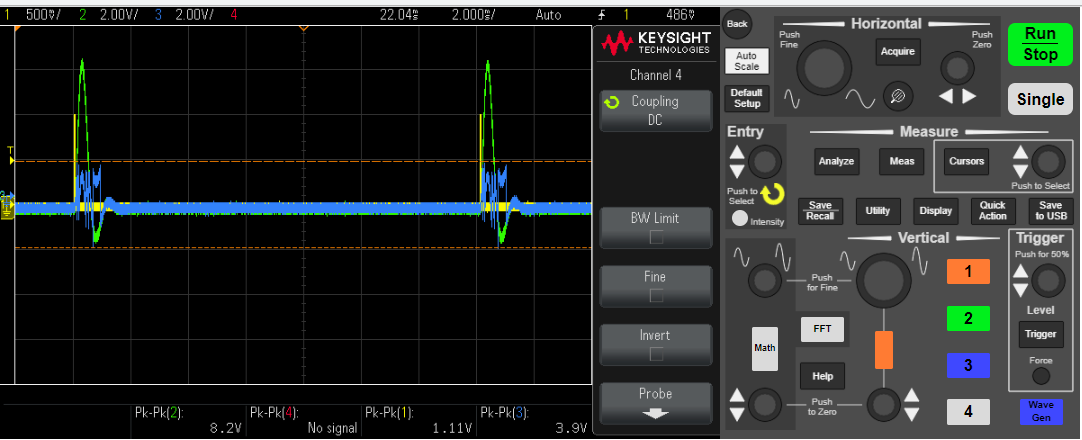 1 500mV/ 2 2.00V/ 3 2.00V/ 4 22.04ms 2.000ms/ Auto 1 486mV
KEYSIGHT
TECHNOLOGIES
Channel 4
Coupling
DC
BW Limit
Fine
Invert
Probe
T
2
Pk-Pk(2):
8.2V
Pk-Pk(4):
No signal
Pk-Pk(1):
1.11V
Pk-Pk(3):
3.9V
Back
Auto
Scale
Default
Setup
Horizontal
Push
Fine
Acquire
Push
Zero
Run
Stop
Single
Entry
Push to
Select
Intensity
Measure
Analyze
Meas
Cursors
Push to Select
Save
Recall
Utility
Display
Quick
Action
Save
to USB
Vertical
Push
for Fine
FFT
Math
Help
Push
to Zero
1
2
3
4
Trigger
Push for 50%
Level
Trigger
Force
Wave
Gen